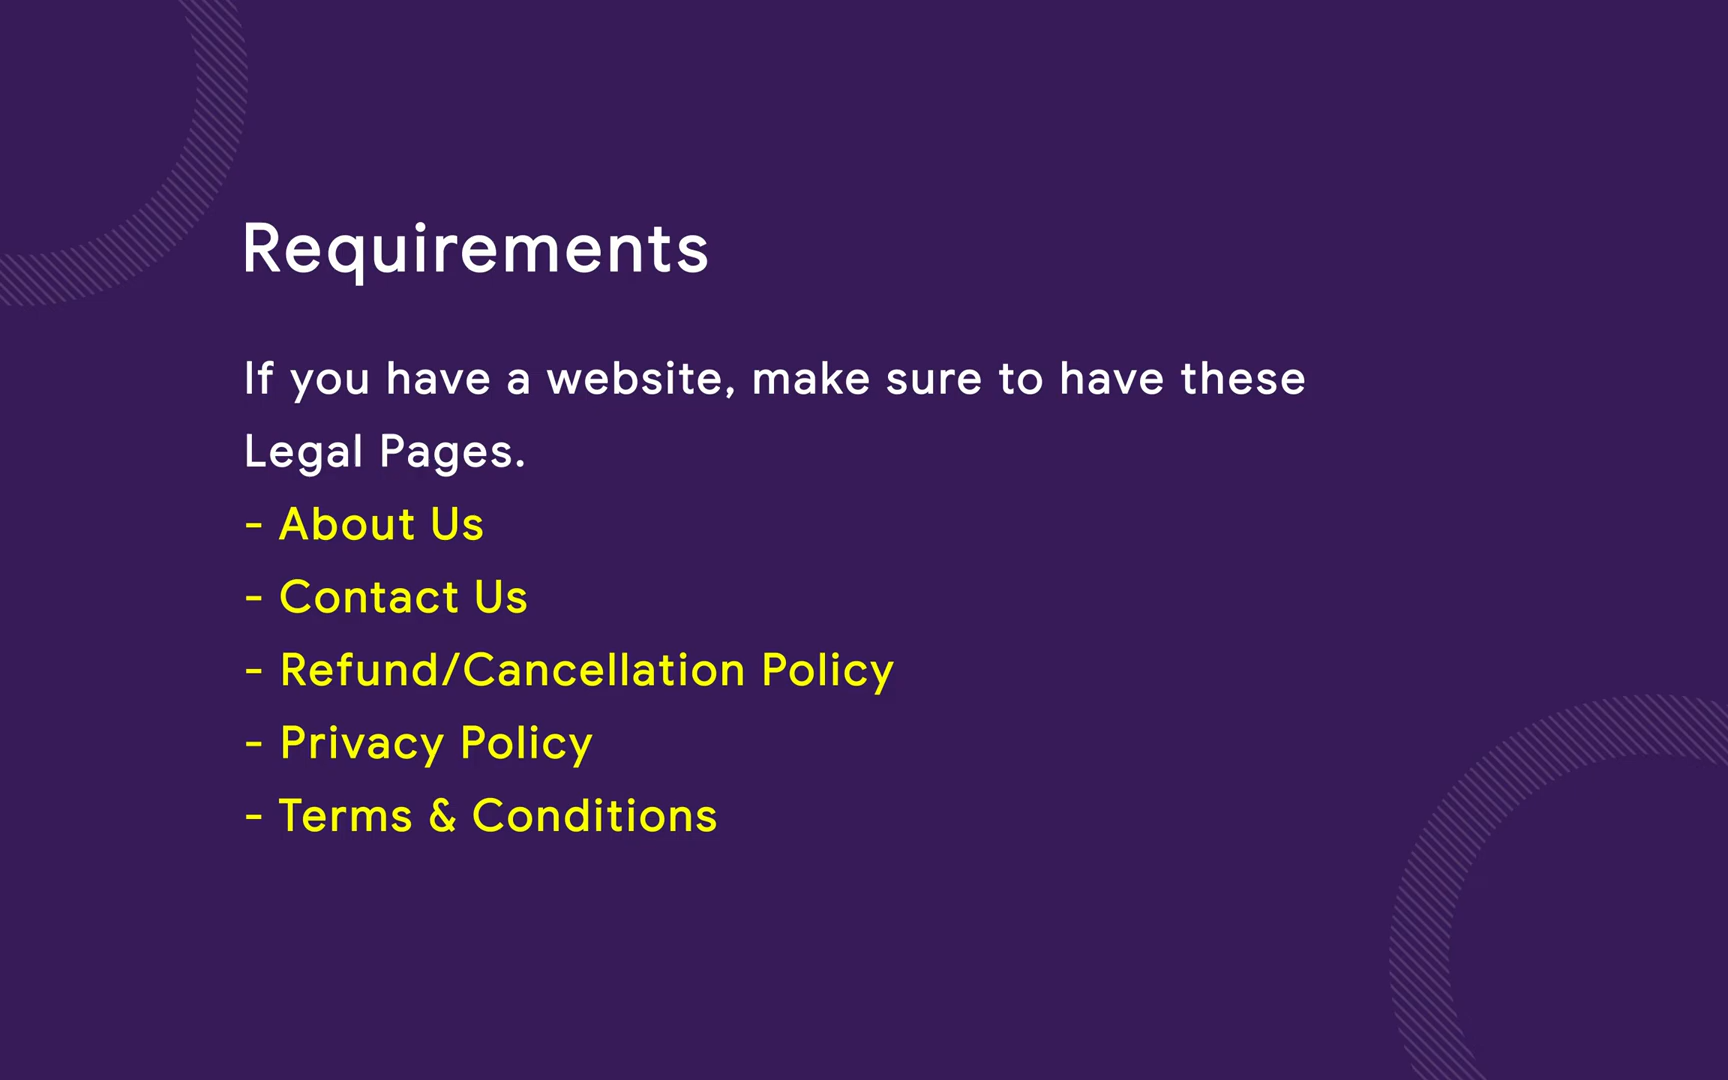 Requirements
If you have a website, make sure to have these
Legal Pages.
- About Us
- Contact Us
- Refund/Cancellation Policy
- Privacy Policy
- Terms & Conditions